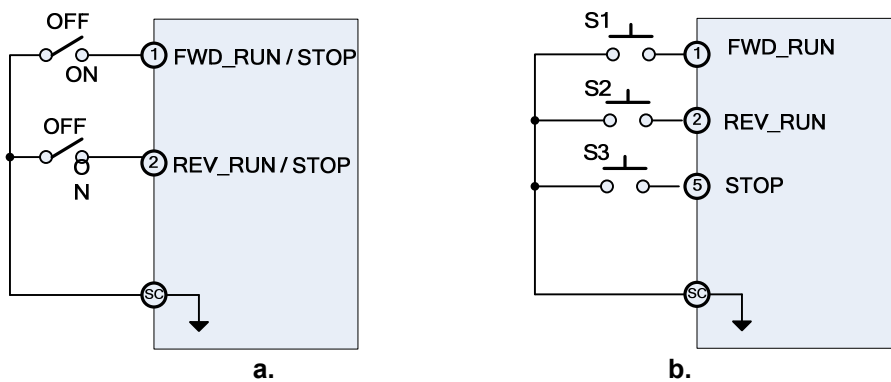 OFF
ON
1 FWD_RUN / STOP
OFF
O
N
2 REV_RUN / STOP
SC
a.
S1
1 FWD_RUN
S2
2 REV_RUN
S3
5 STOP
SC
b.